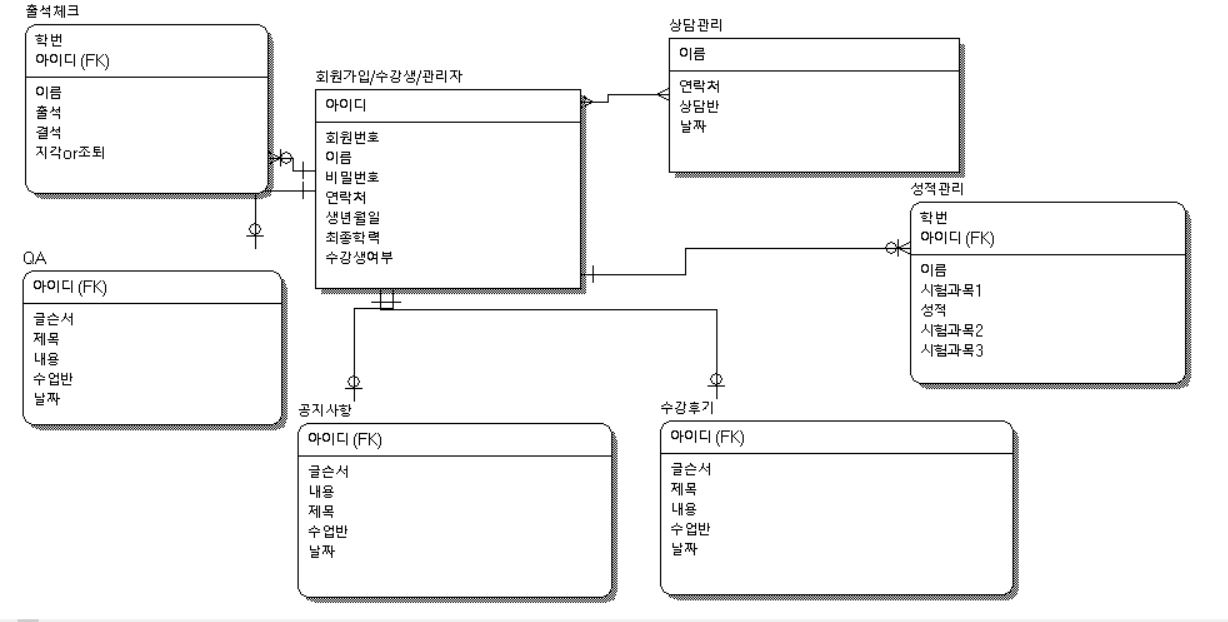 출석체크
학번
아이디 (FK)
이름
출석
결석
지각or조퇴
회원가입/수강생/관리자
아이디
회원번호
이름
비밀번호
연락처
생년월일
최종학력
수강생여부
상담관리
이름
연락처
상담반
날짜
성적관리
학번
아이디 (FK)
이름
시험과목1
성적
시험과목2
시험과목3
QA
아이디 (FK)
글슨서
제목
내용
수업반
날짜
공지사항
아이디 (FK)
글슨서
내용
제목
수업반
날짜
수강후기
아이디 (FK)
글슨서
제목
내용
수업반
날짜